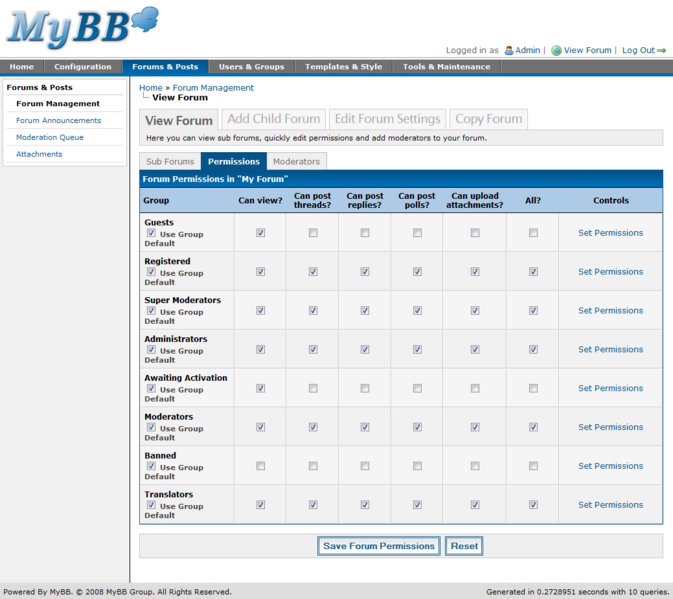 MyBB
Logged in as Admin | View Forum | Log Out
Home Configuration Forums & Posts Users & Groups Templates & Style Tools & Maintenance
Forums & Posts
Forum Management
Forum Announcements
Moderation Queue
Attachments
Home » Forum Management
View Forum
View Forum Add Child Forum Edit Forum Settings Copy Forum
Here you can view sub forums, quickly edit permissions and add moderators to your forum.
Sub Forums Permissions Moderators
Forum Permissions in "My Forum"
Group Can view? Can post threads? Can post replies? Can post polls? Can upload attachments? All? Controls
Guests
Use Group Default Set Permissions
Registered
Use Group Default Set Permissions
Super Moderators
Use Group Default Set Permissions
Administrators
Use Group Default Set Permissions
Awaiting Activation
Use Group Default Set Permissions
Moderators
Use Group Default Set Permissions
Banned
Use Group Default Set Permissions
Translators
Use Group Default Set Permissions
Save Forum Permissions Reset
Powered By MyBB. © 2008 MyBB Group. All Rights Reserved. Generated in 0.2728951 seconds with 10 queries.